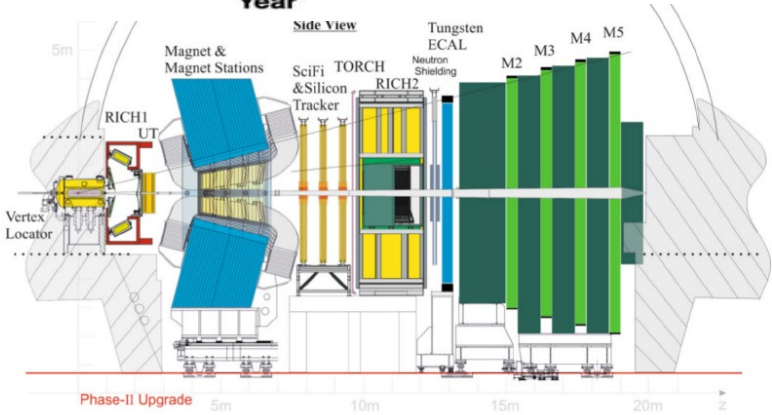 Year
Side View
5m
Magnet &
Magnet Stations
RICH1
UT
SciFi
&Silicon
Tracker
TORCH
RICH2
Neutron
Shielding
Tungsten
ECAL
M2
M3
M4
M5
Vertex
Locator
Phase-II Upgrade
5m
10m
15m
20m
z